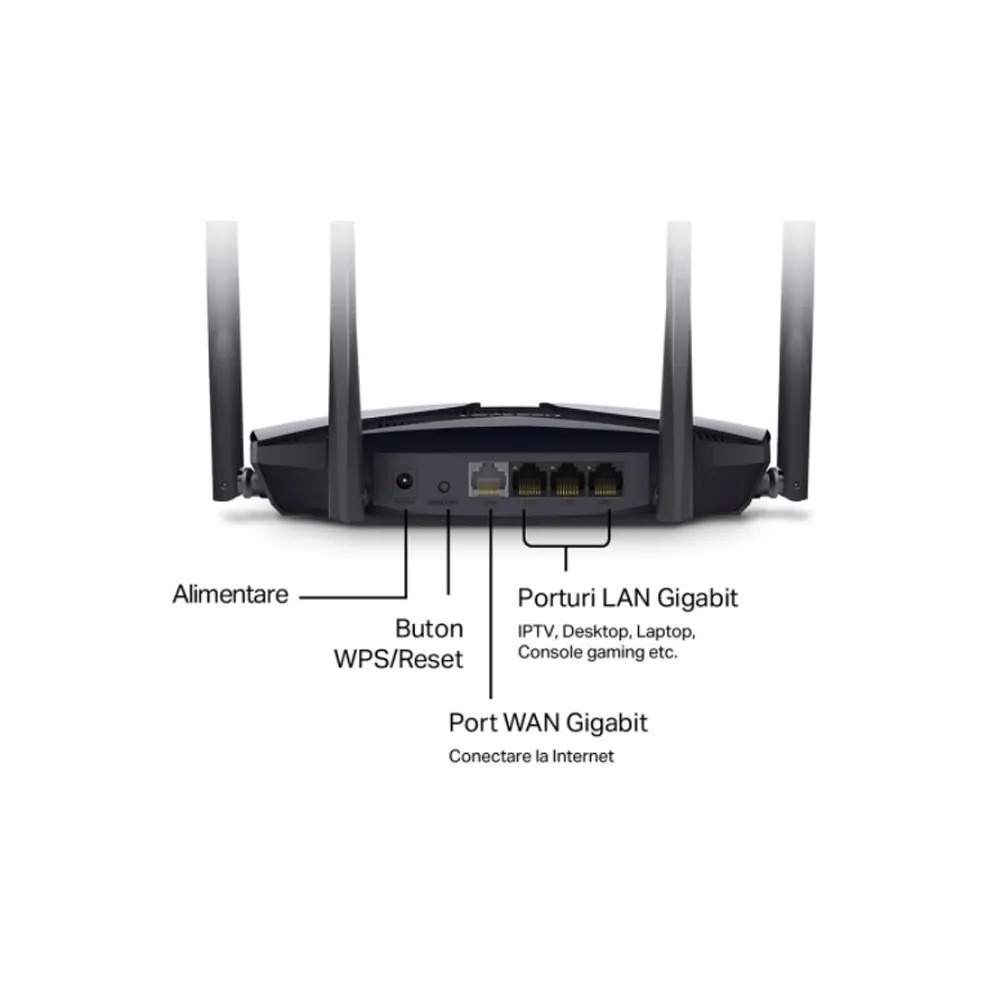 Alimentare
Buton
WPS/Reset
Porturi LAN Gigabit
IPTV, Desktop, Laptop,
Console gaming etc.
Port WAN Gigabit
Conectare la Internet